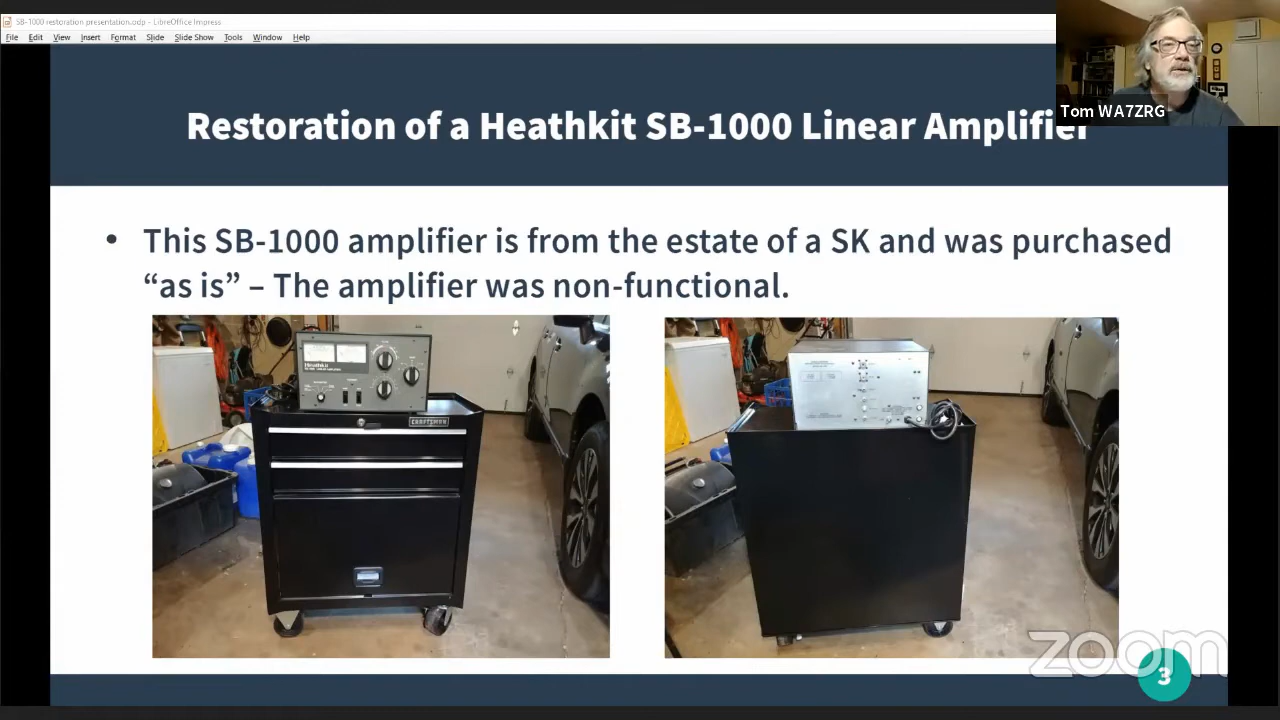 SB-1000 restoration presentation.odp - LibreOffice Impress
File Edit View Insert Format Slide Slide Show Tools Window Help
Tom WA7ZRG
Restoration of a Heathkit SB-1000 Linear Amplifier
• This SB-1000 amplifier is from the estate of a SK and was purchased
“as is” – The amplifier was non-functional.
Heathkit
CRAFTSMAN
zoom
3